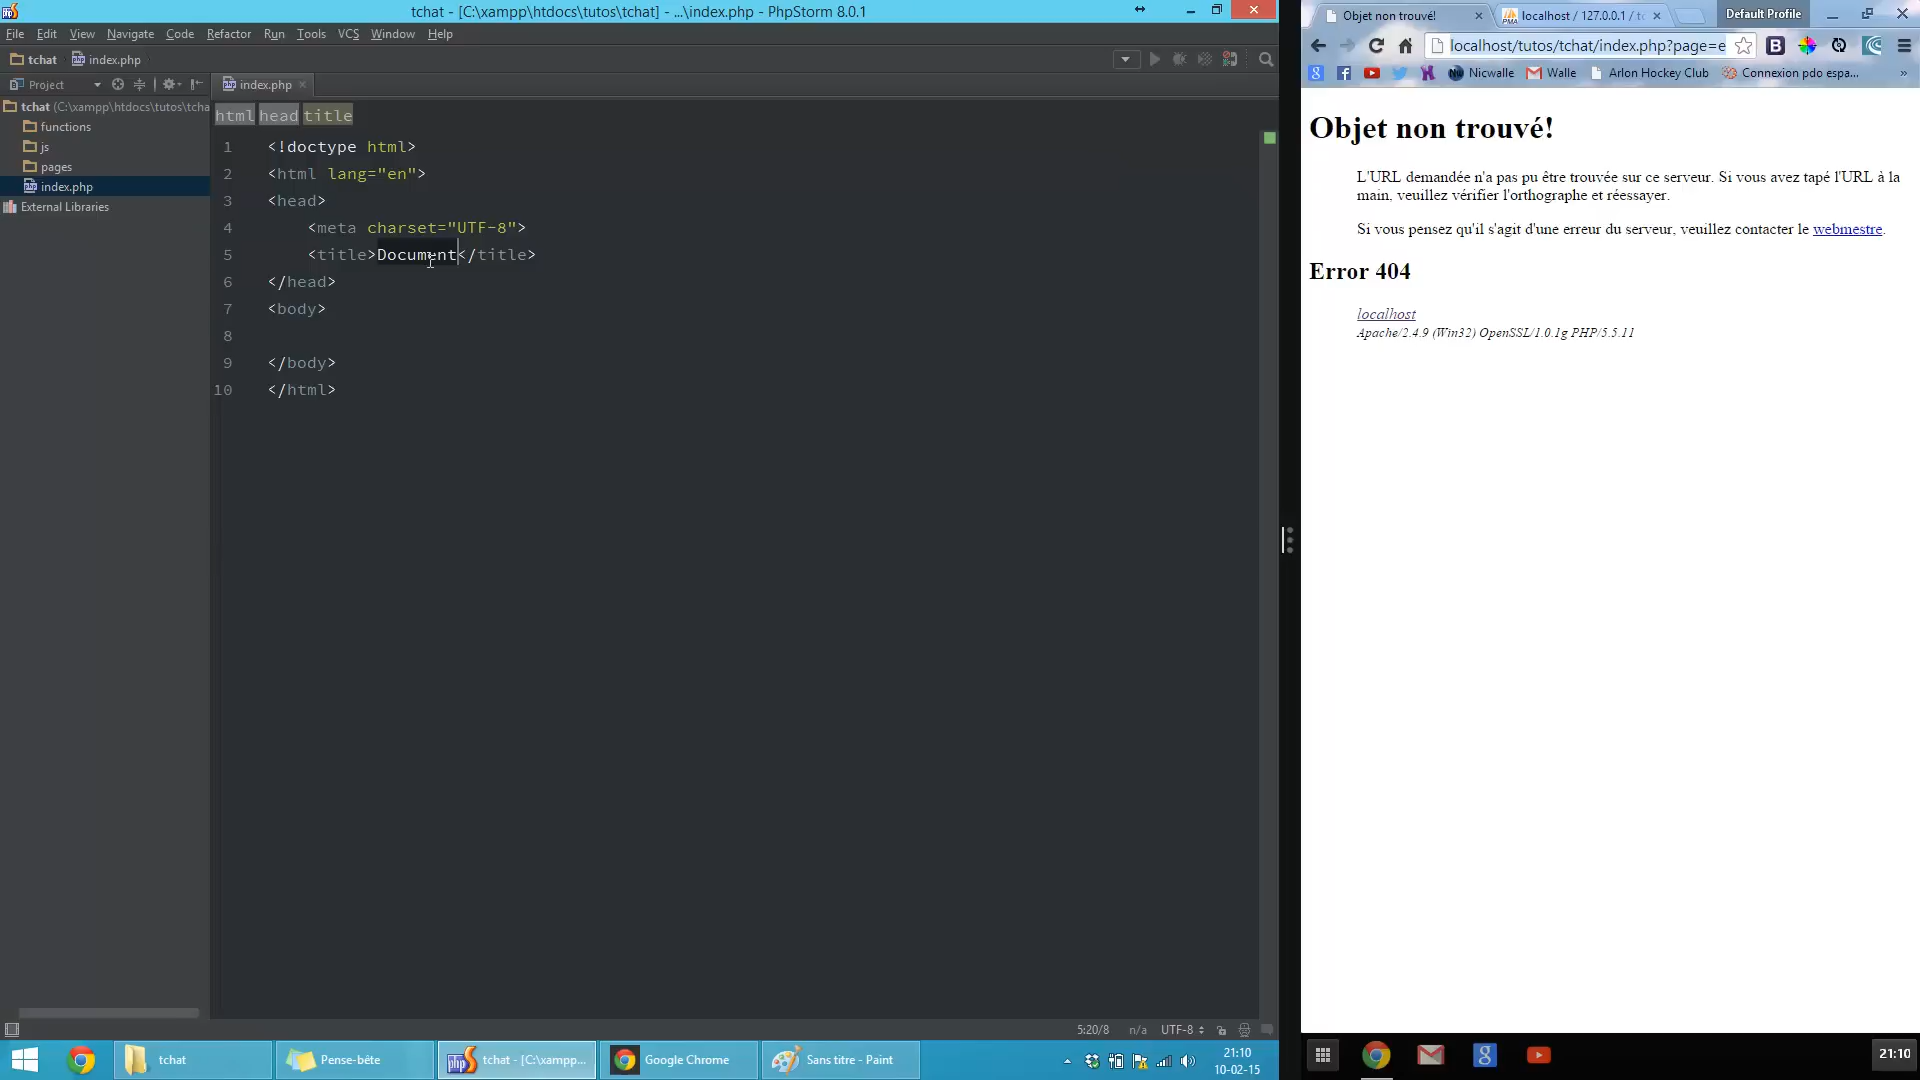 tchat - [C:\xampp\htdocs\tutos\tchat] - ...\index.php - PhpStorm 8.0.1
File Edit View Navigate Code Refactor Run Tools VCS Window Help
tchat index.php
Project
index.php
tchat (C:\xampp\htdocs\tutos\tcha
functions
js
pages
index.php
External Libraries
html head title
1 <!doctype html>
2 <html lang="en">
3 <head>
4 <meta charset="UTF-8">
5 <title>Document</title>
6 </head>
7 <body>
8
9 </body>
10 </html>
5:20/8 n/a UTF-8
tchat
Pense-bête
tchat - [C:\xampp...
Google Chrome
Sans titre - Paint
21:10
10-02-15
Objet non trouvé!
localhost / 127.0.0.1 / tc
Default Profile
localhost/tutos/tchat/index.php?page=e
Nicwalle Walle Arlon Hockey Club Connexion pdo espa... »
Objet non trouvé!
L'URL demandée n'a pas pu être trouvée sur ce serveur. Si vous avez tapé l'URL à la
main, veuillez vérifier l'orthographe et réessayer.
Si vous pensez qu'il s'agit d'une erreur du serveur, veuillez contacter le webmestre.
Error 404
localhost
Apache/2.4.9 (Win32) OpenSSL/1.0.1g PHP/5.5.11
21:10